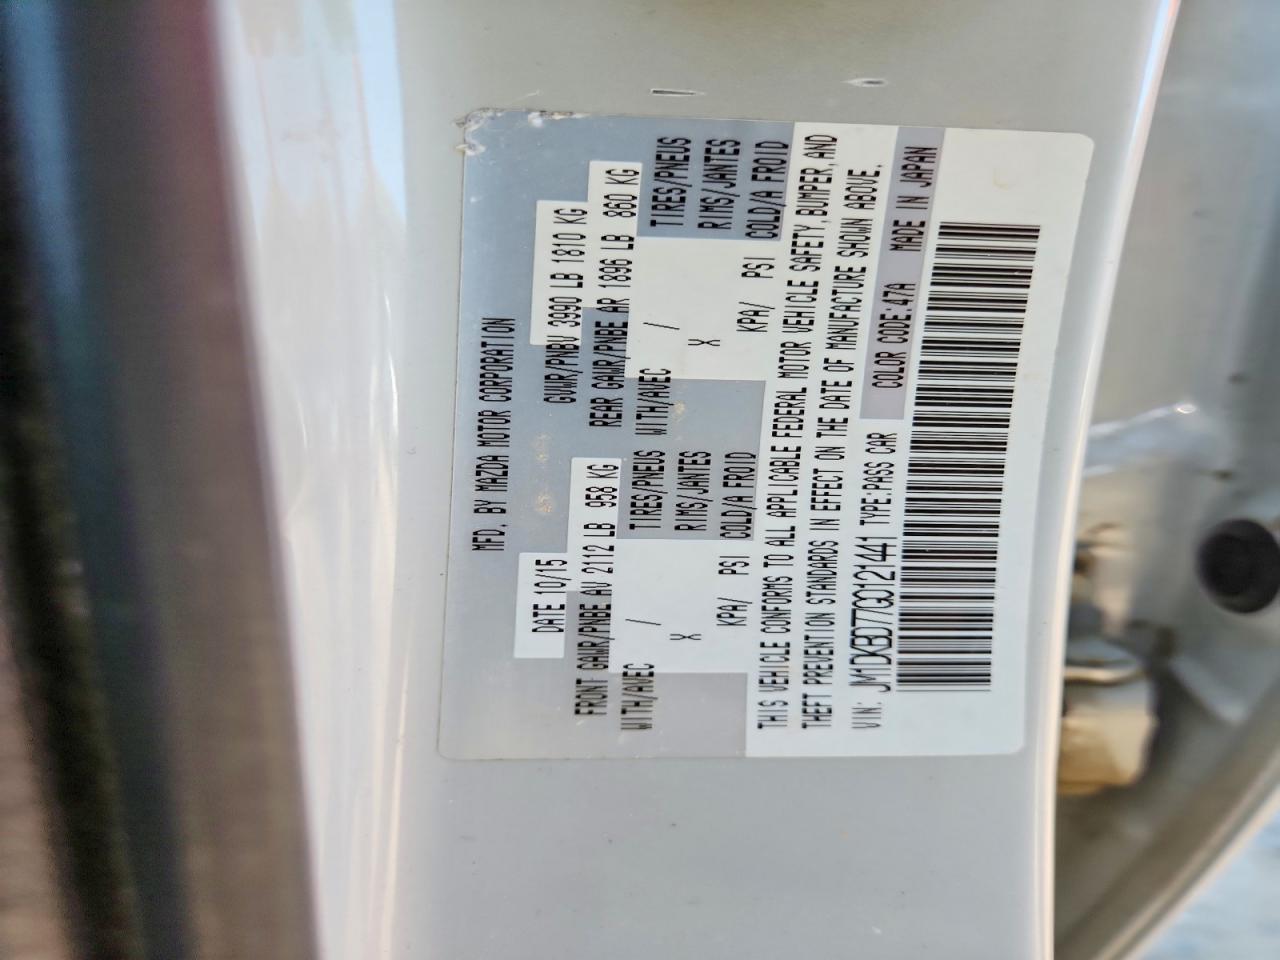 MFD. BY MAZDA MOTOR CORPORATION
DATE 10/15 GVWR/PNBV 3990 LB 1810 KG
FRONT GAWR/PNBE AV 2112 LB 958 KG REAR GAWR/PNBE AR 1896 LB 860 KG
WITH/AVEC / TIRES/PNEUS WITH/AVEC / TIRES/PNEUS
X RIMS/JANTES X RIMS/JANTES
KPA/ PSI COLD/A FROID KPA/ PSI COLD/A FROID
THIS VEHICLE CONFORMS TO ALL APPLICABLE FEDERAL MOTOR VEHICLE SAFETY, BUMPER, AND
THEFT PREVENTION STANDARDS IN EFFECT ON THE DATE OF MANUFACTURE SHOWN ABOVE.
VIN: JM1DKBD77G0121441 TYPE:PASS CAR COLOR CODE:47A MADE IN JAPAN